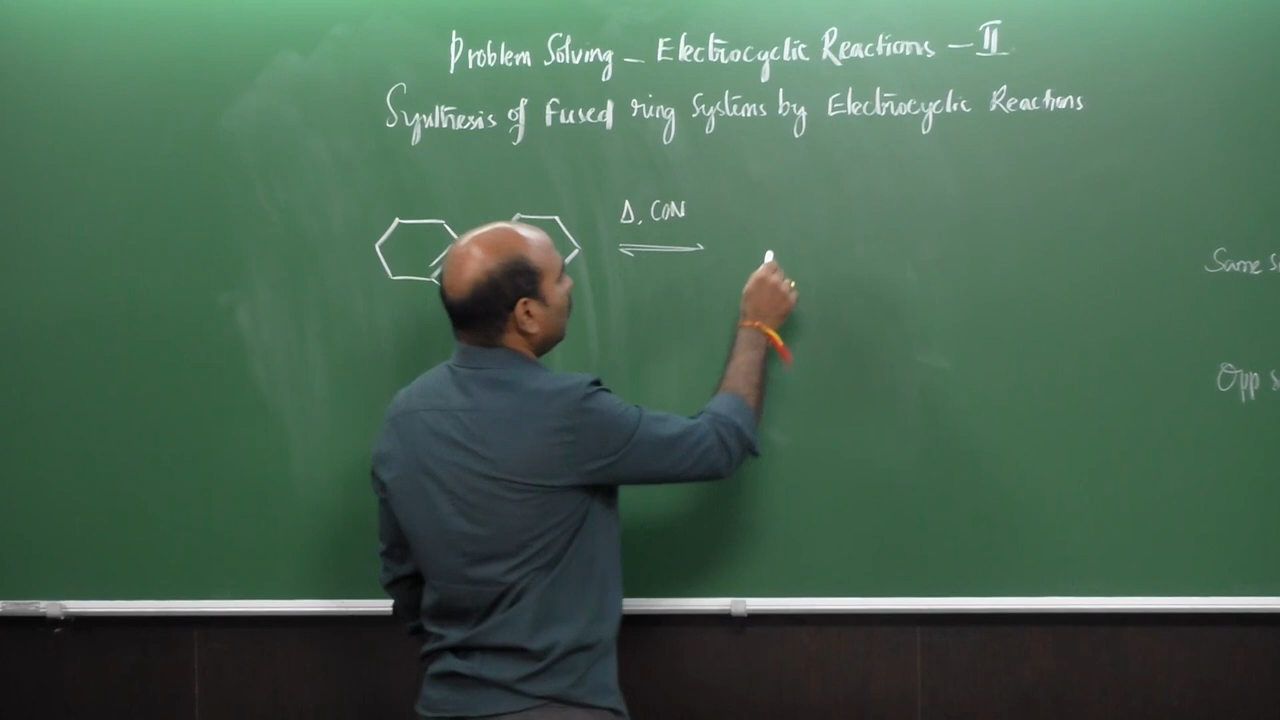 Problem Solving - Electrocyclic Reactions - II
Synthesis of Fused ring Systems by Electrocyclic Reactions
Δ, CON
Same
Opp